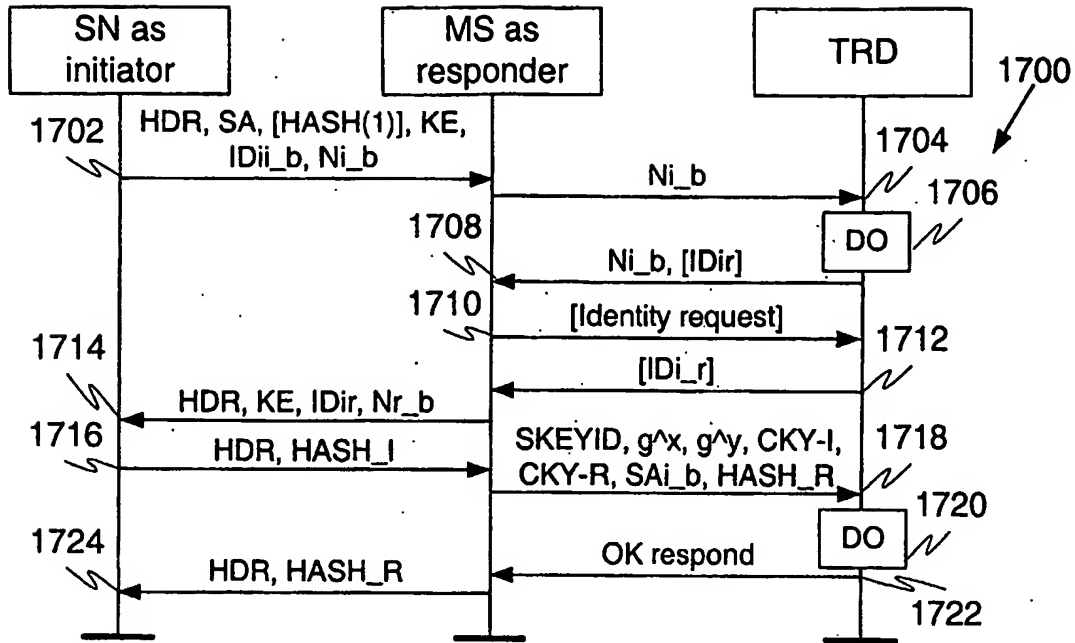 SN as
initiator
MS as
responder
TRD
1700
1702
HDR, SA, [HASH(1)], KE,
IDii_b, Ni_b
1704
Ni_b
1706
DO
1708
Ni_b, [IDir]
1710
[Identity request]
1712
1714
[IDi_r]
HDR, KE, IDir, Nr_b
1716
HDR, HASH_I
SKEYID, g^x, g^y, CKY-I,
CKY-R, SAi_b, HASH_R
1718
1720
DO
1724
OK respond
HDR, HASH_R
1722